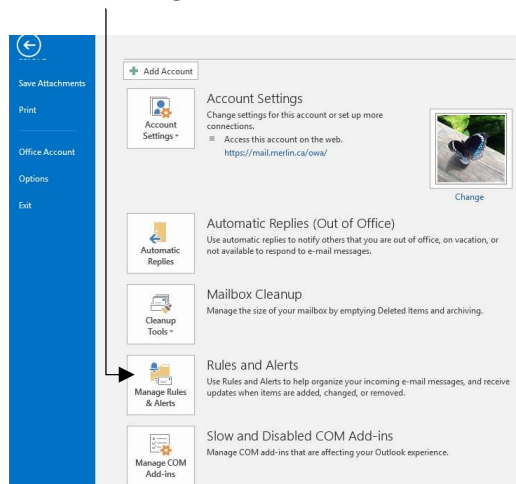 Save Attachments
Print
Office Account
Options
Exit
Add Account
Account
Settings
Account Settings
Change settings for this account or set up more
connections.
Access this account on the web.
https://mail.merlin.ca/owa/
Change
Automatic
Replies
Automatic Replies (Out of Office)
Use automatic replies to notify others that you are out of office, on vacation, or
not available to respond to e-mail messages.
Cleanup
Tools
Mailbox Cleanup
Manage the size of your mailbox by emptying Deleted Items and archiving.
Manage Rules
& Alerts
Rules and Alerts
Use Rules and Alerts to help organize your incoming e-mail messages, and receive
updates when items are added, changed, or removed.
Manage COM
Add-ins
Slow and Disabled COM Add-ins
Manage COM add-ins that are affecting your Outlook experience.